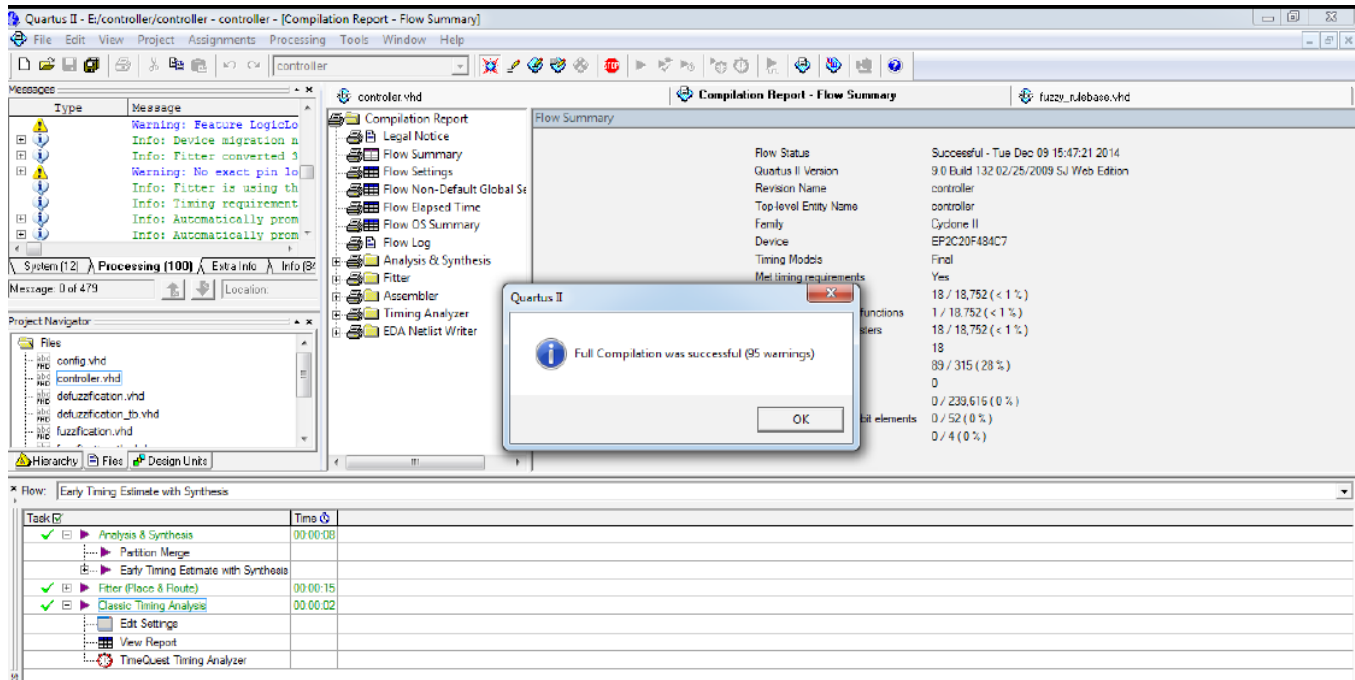 Quartus II - E:/controller/controller - controller - [Compilation Report - Flow Summary]
File Edit View Project Assignments Processing Tools Window Help
controller
Messages
Type Message
Warning: Feature LogicLo
Info: Device migration n
Info: Fitter converted 3
Warning: No exact pin lo
Info: Fitter is using th
Info: Timing requirement
Info: Automatically prom
Info: Automatically prom
System (12) Processing (100) Extra Info Info (8
Message: 0 of 479 Location:
Project Navigator
Files
config.vhd
controller.vhd
defuzzification.vhd
defuzzification_tb.vhd
fuzzification.vhd
Hierarchy Files Design Units
controler.vhd Compilation Report - Flow Summary fuzzy_rulebase.vhd
Compilation Report
Legal Notice
Flow Summary
Flow Settings
Flow Non-Default Global Se
Flow Elapsed Time
Flow OS Summary
Flow Log
Analysis & Synthesis
Fitter
Assembler
Timing Analyzer
EDA Netlist Writer
Flow Summary
Flow Status Successful - Tue Dec 09 15:47:21 2014
Quartus II Version 9.0 Build 132 02/25/2009 SJ Web Edition
Revision Name controller
Top-level Entity Name controller
Family Cyclone II
Device EP2C20F484C7
Timing Models Final
Met timing requirements Yes
18 / 18,752 ( < 1 % )
functions 1 / 18,752 ( < 1 % )
sters 18 / 18,752 ( < 1 % )
18
89 / 315 ( 28 % )
0
0 / 239,616 ( 0 % )
bit elements 0 / 52 ( 0 % )
0 / 4 ( 0 % )
Quartus II
Full Compilation was successful (95 warnings)
OK
Flow: Early Timing Estimate with Synthesis
Task Time
Analysis & Synthesis 00:00:08
Partition Merge
Early Timing Estimate with Synthesis
Fitter (Place & Route) 00:00:15
Classic Timing Analysis 00:00:02
Edit Settings
View Report
TimeQuest Timing Analyzer